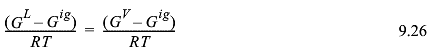 (G^L – G^ig)/RT = (G^V – G^ig)/RT 9.26